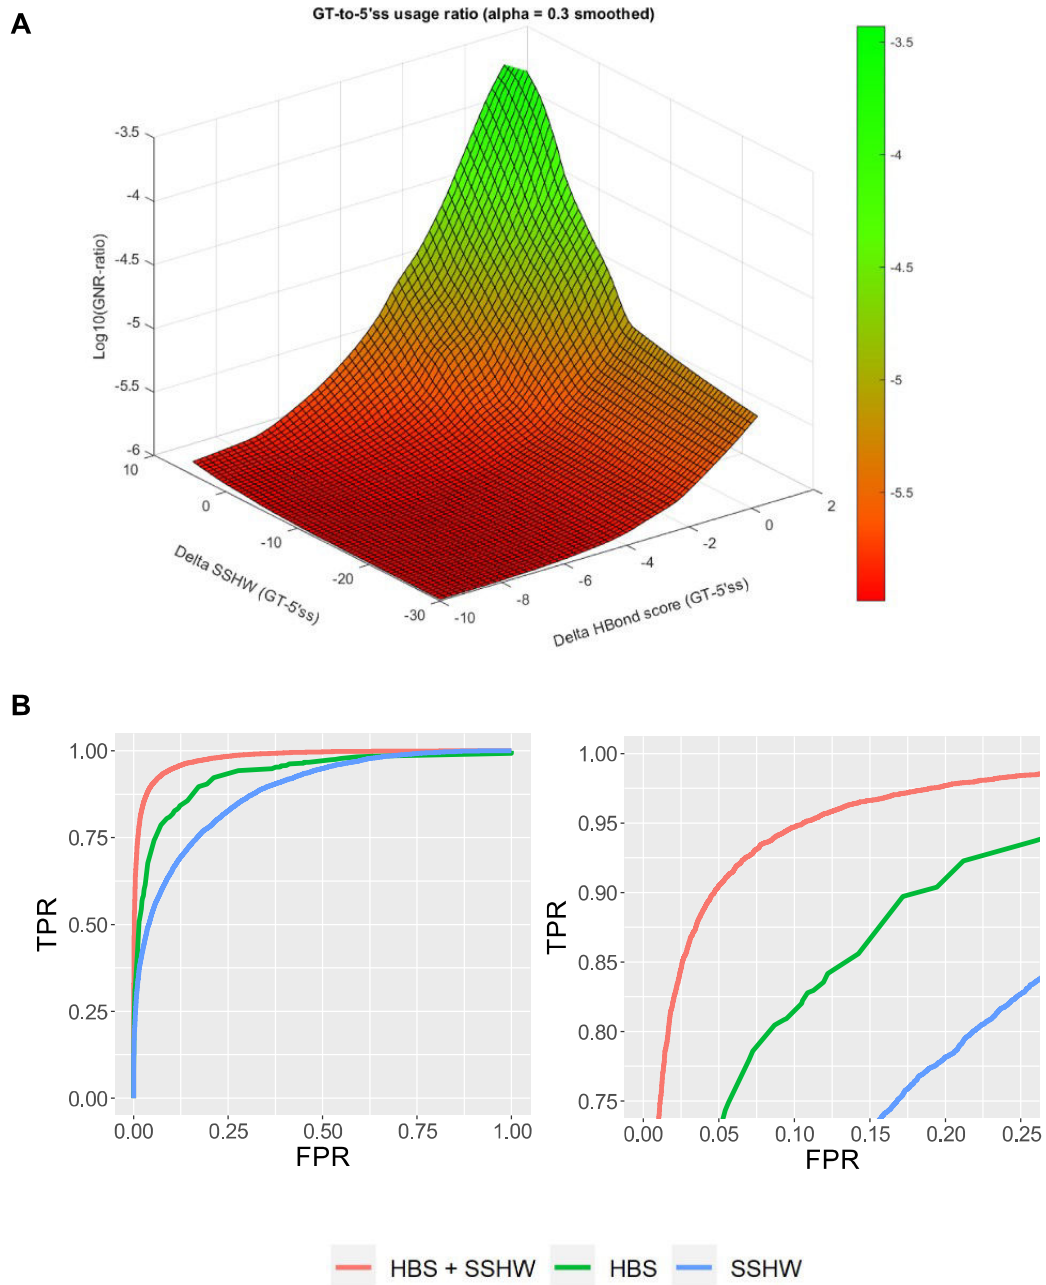 A
GT-to-5'ss usage ratio (alpha = 0.3 smoothed)
-3.5
-4
-4.5
-5
-5.5
-6
Log10(GNR-ratio)
10
0
-10
-20
-30
Delta SSHW (GT-5'ss)
-10
-8
-6
-4
-2
0
2
Delta HBond score (GT-5'ss)
-3.5
-4
-4.5
-5
-5.5
B
1.00
0.75
0.50
0.25
0.00
TPR
0.00 0.25 0.50 0.75 1.00
FPR
1.00
0.95
0.90
0.85
0.80
0.75
TPR
0.00 0.05 0.10 0.15 0.20 0.25
FPR
HBS + SSHW HBS SSHW